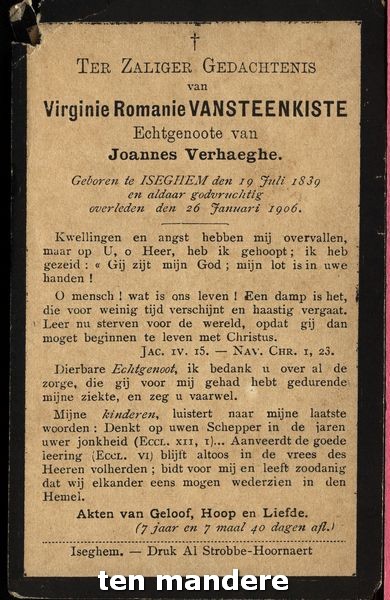 †
TER ZALIGER GEDACHTENIS
van
Virginie Romanie VANSTEENKISTE
Echtgenoote van
Joannes Verhaeghe.
Geboren te ISEGHEM den 19 Juli 1839
en aldaar godvruchtig
overleden den 26 Januari 1906.
Kwellingen en angst hebben mij overvallen,
maar op U, o Heer, heb ik gehoopt; ik heb
gezeid: « Gij zijt mijn God; mijn lot is in uwe
handen!
O mensch! wat is ons leven! Een damp is het,
die voor weinig tijd verschijnt en haastig vergaat.
Leer nu sterven voor de wereld, opdat gij dan
moget beginnen te leven met Christus.
JAC. IV. 15. — NAV. CHR. I, 23.
Dierbare Echtgenoot, ik bedank u over al de
zorge, die gij voor mij gehad hebt gedurende
mijne ziekte, en zeg u vaarwel.
Mijne kinderen, luistert naar mijne laatste
woorden: Denkt op uwen Schepper in de jaren
uwer jonkheid (ECCL. XII, I)... Aanveerdt de goede
leering (ECCL. VI) blijft altoos in de vrees des
Heeren volherden; bidt voor mij en leeft zoodanig
dat wij elkander eens mogen wederzien in den
Hemel.
Akten van Geloof, Hoop en Liefde.
(7 jaar en 7 maal 40 dagen afl.)
Iseghem. — Druk Al Strobbe-Hoornaert
ten mandere